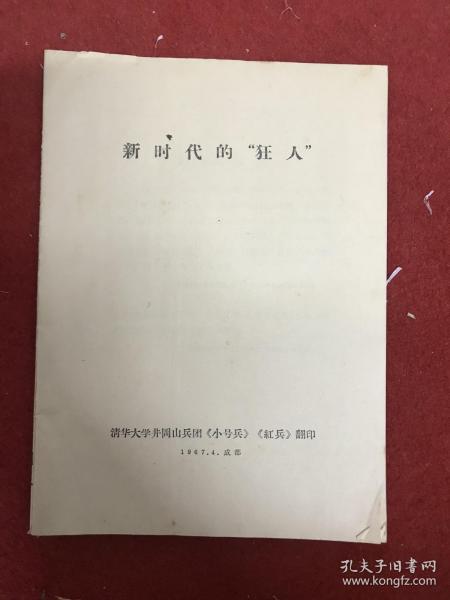 新时代的“狂人”
清华大学井岡山兵团《小号兵》《紅兵》翻印
1967.4.成都
孔夫子旧书网
www.kongfz.com